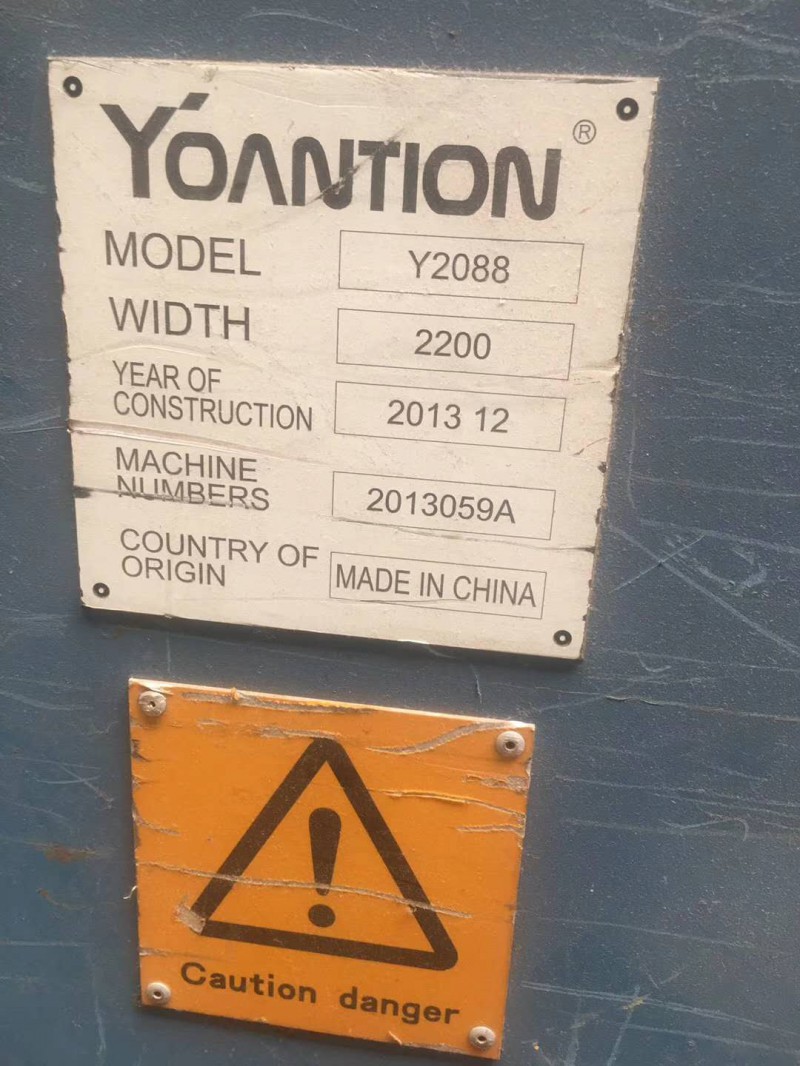 YOANTION®
MODEL Y2088
WIDTH 2200
YEAR OF
CONSTRUCTION 2013 12
MACHINE
NUMBERS 2013059A
COUNTRY OF
ORIGIN MADE IN CHINA
Caution danger